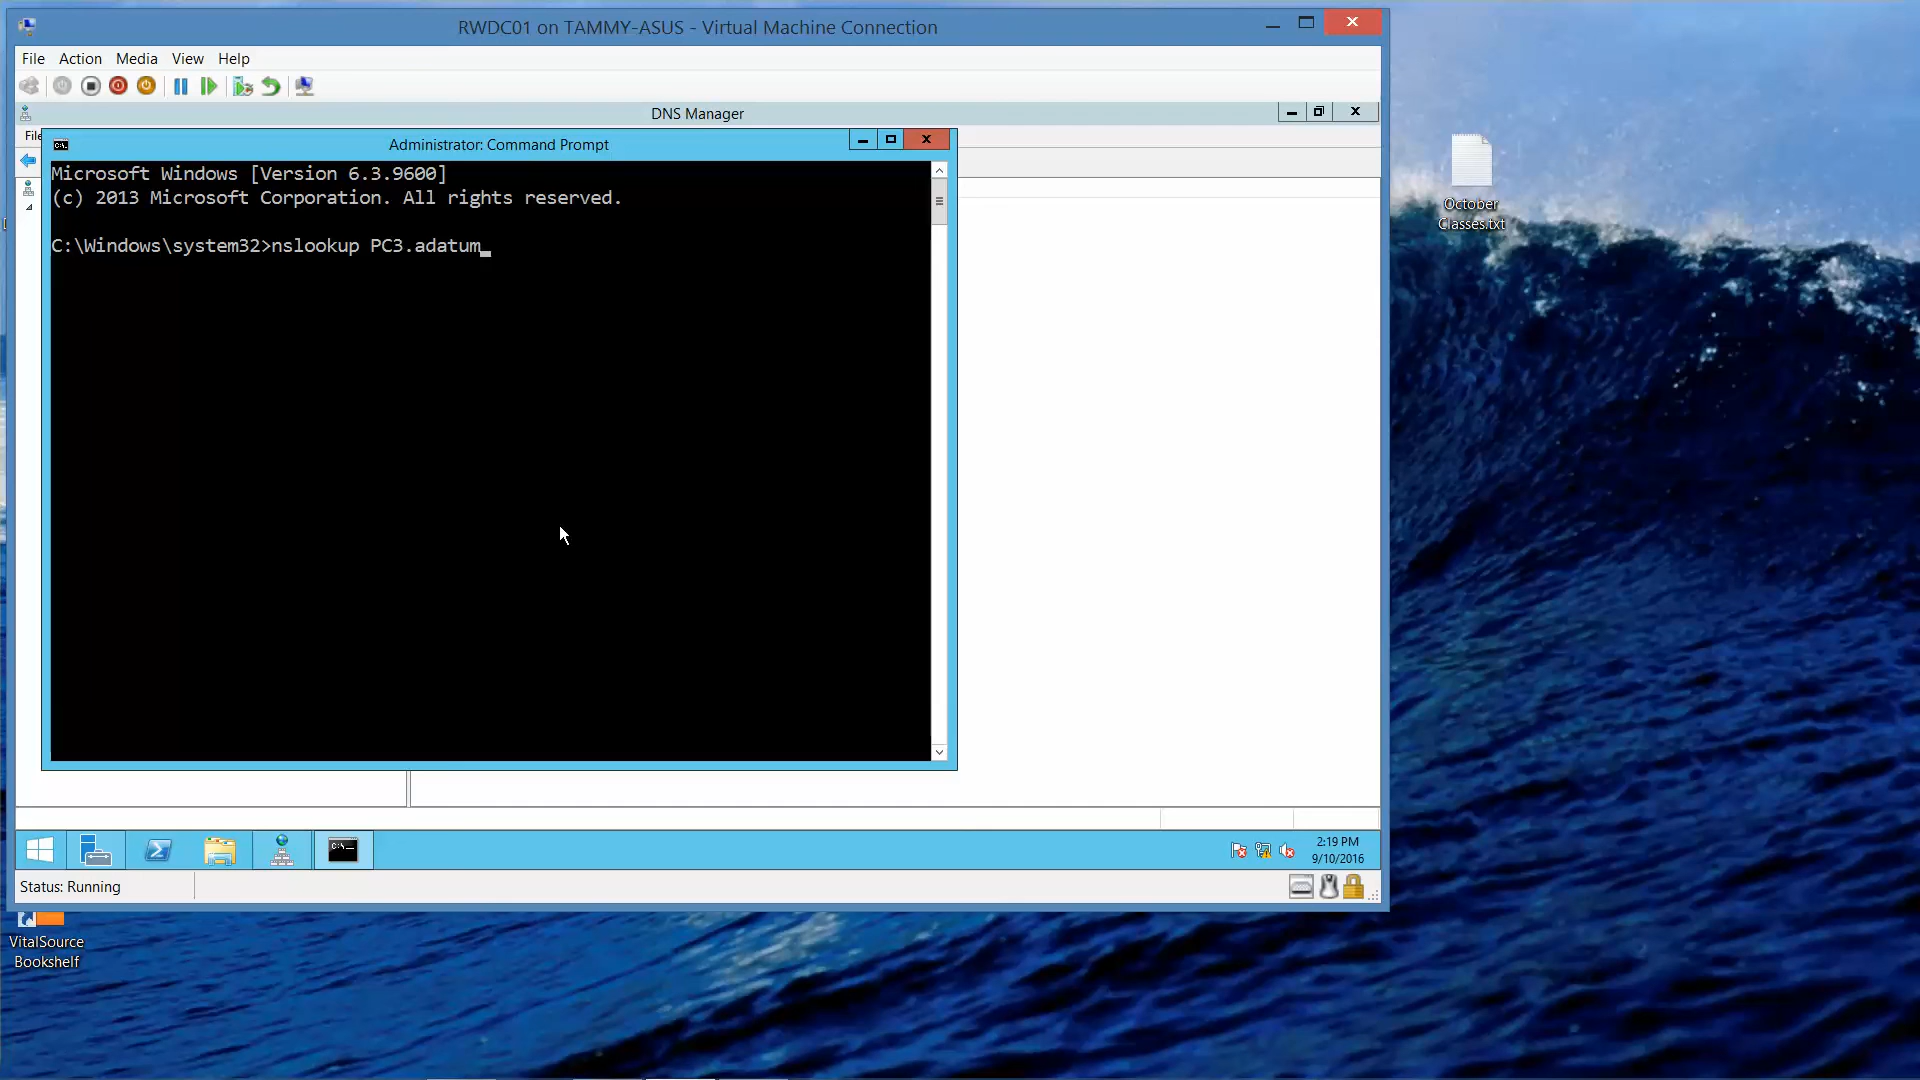 RWDC01 on TAMMY-ASUS - Virtual Machine Connection
File Action Media View Help
DNS Manager
File
Administrator: Command Prompt
Microsoft Windows [Version 6.3.9600]
(c) 2013 Microsoft Corporation. All rights reserved.
C:\Windows\system32>nslookup PC3.adatum_
October
Classes.txt
2:19 PM
9/10/2016
Status: Running
VitalSource
Bookshelf